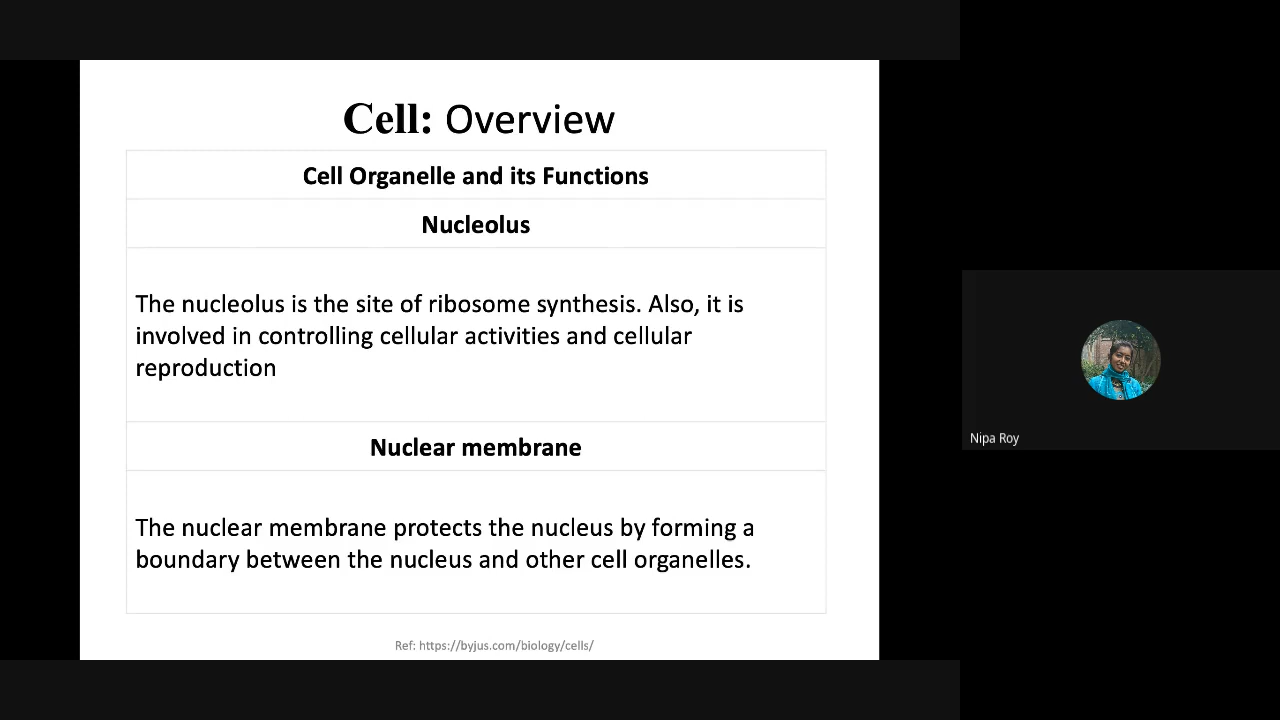 Cell: Overview
Cell Organelle and its Functions
Nucleolus
The nucleolus is the site of ribosome synthesis. Also, it is
involved in controlling cellular activities and cellular
reproduction
Nuclear membrane
The nuclear membrane protects the nucleus by forming a
boundary between the nucleus and other cell organelles.
Ref: https://byjus.com/biology/cells/
Nipa Roy